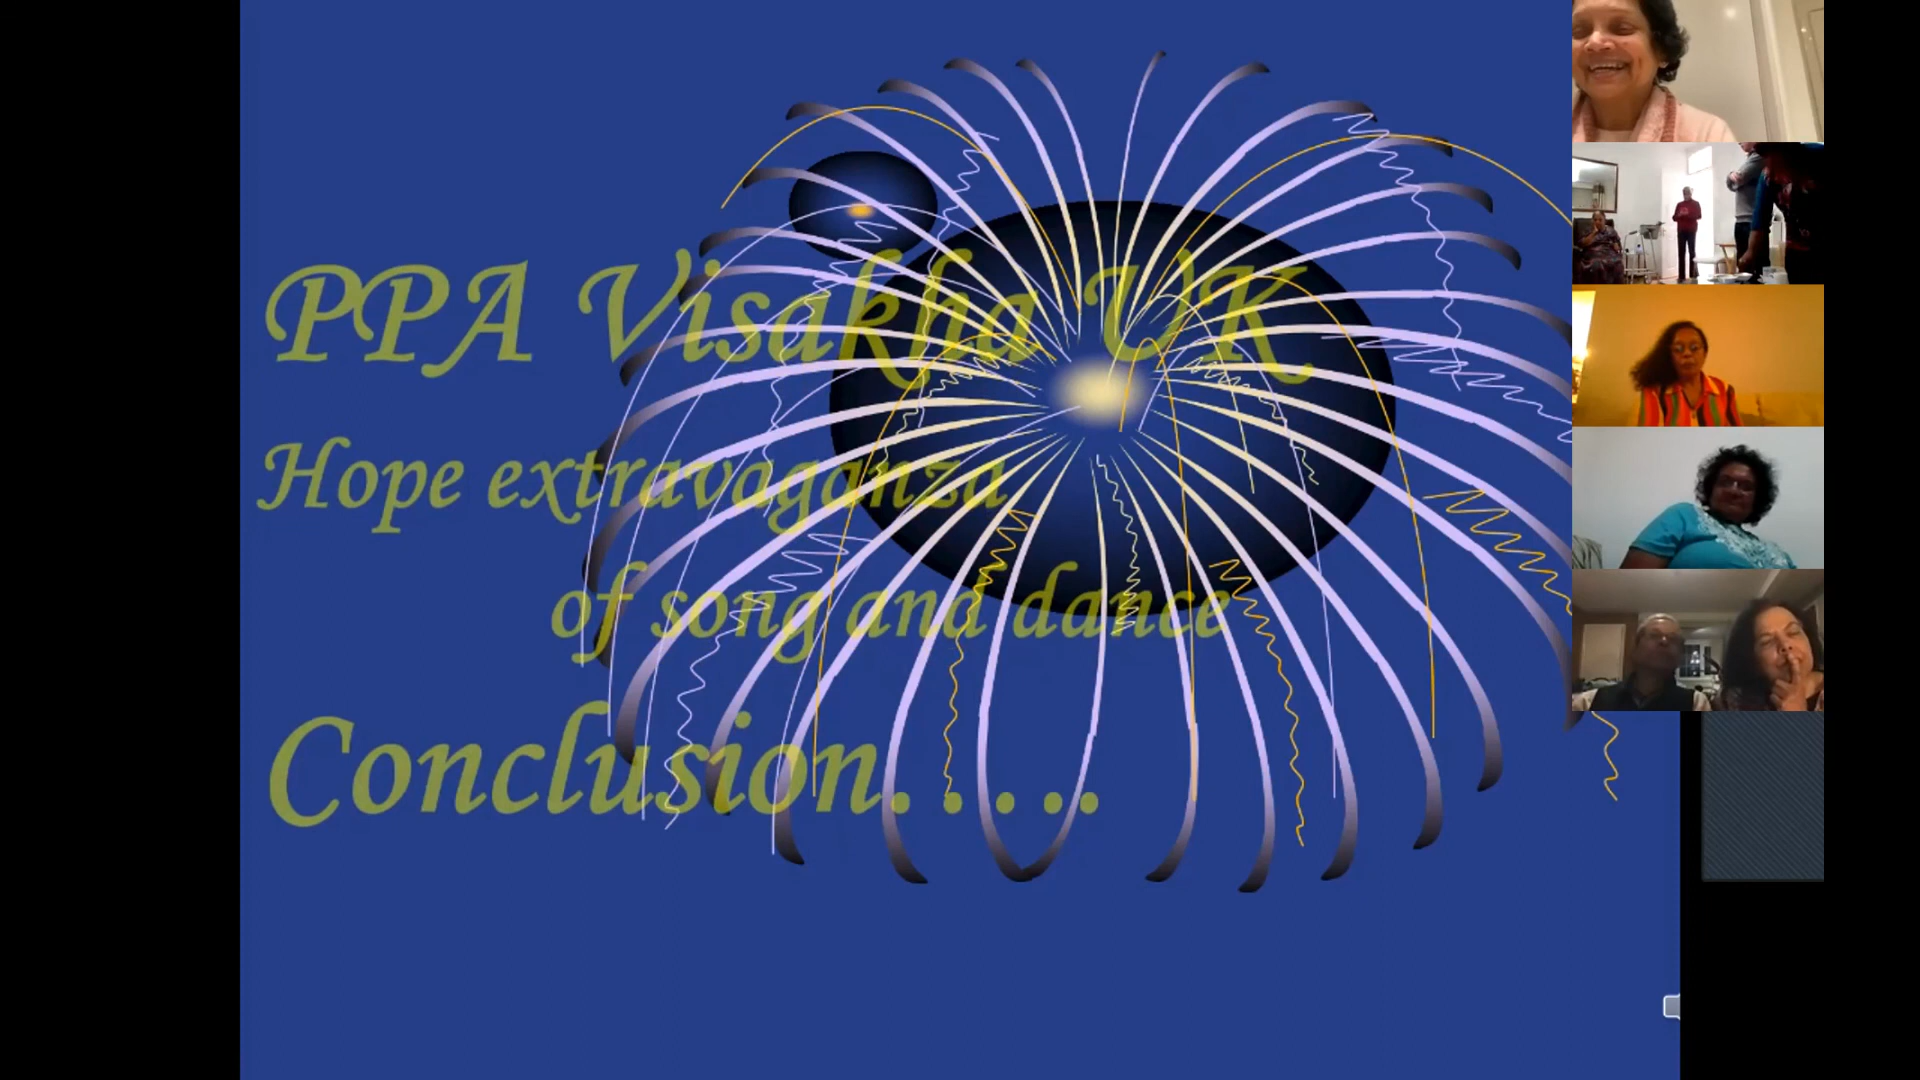 PPA Visakha UK
Hope extravaganza
of song and dance
Conclusion.....